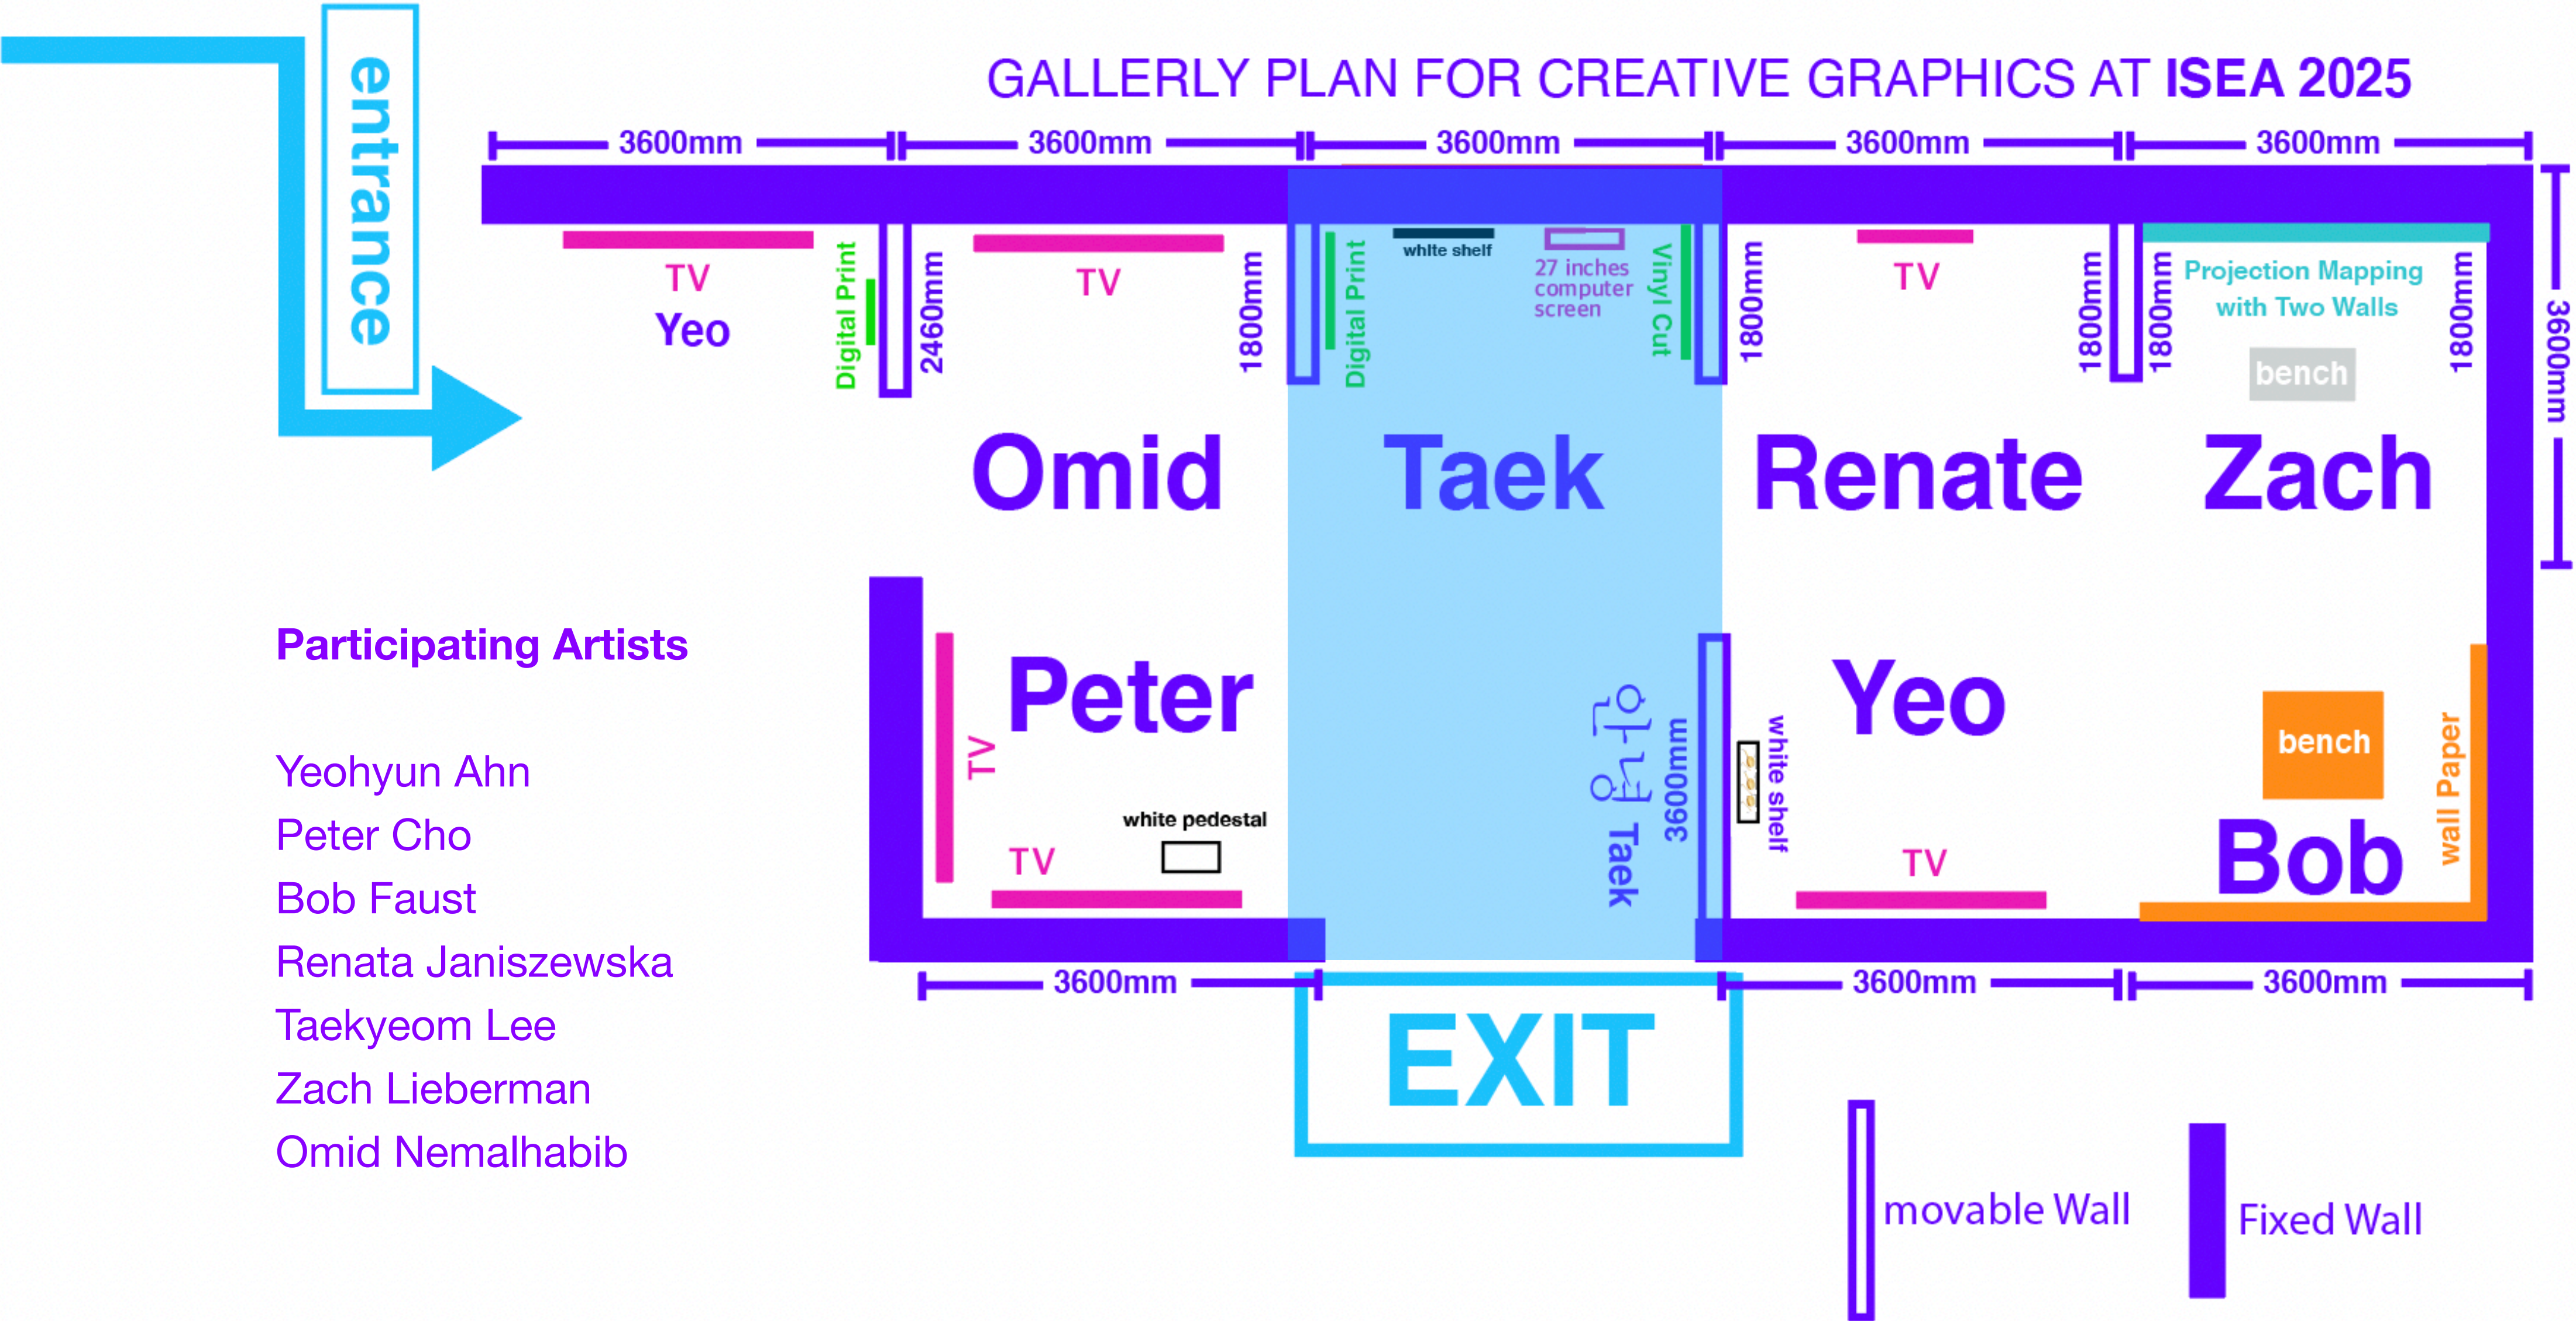 entrance
GALLERLY PLAN FOR CREATIVE GRAPHICS AT ISEA 2025
3600mm
3600mm
3600mm
3600mm
3600mm
3600mm
TV
Yeo
Digital Print
2460mm
TV
1800mm
Digital Print
white shelf
27 inches
computer
screen
Vinyl Cut
1800mm
TV
1800mm
1800mm
Projection Mapping
with Two Walls
1800mm
bench
Omid
Taek
Renate
Zach
Participating Artists
Yeohyun Ahn
Peter Cho
Bob Faust
Renata Janiszewska
Taekyeom Lee
Zach Lieberman
Omid Nemalhabib
Peter
TV
white pedestal
TV
안녕 Taek
3600mm
white shelf
Yeo
TV
bench
Bob
wall Paper
3600mm
3600mm
3600mm
EXIT
movable Wall
Fixed Wall